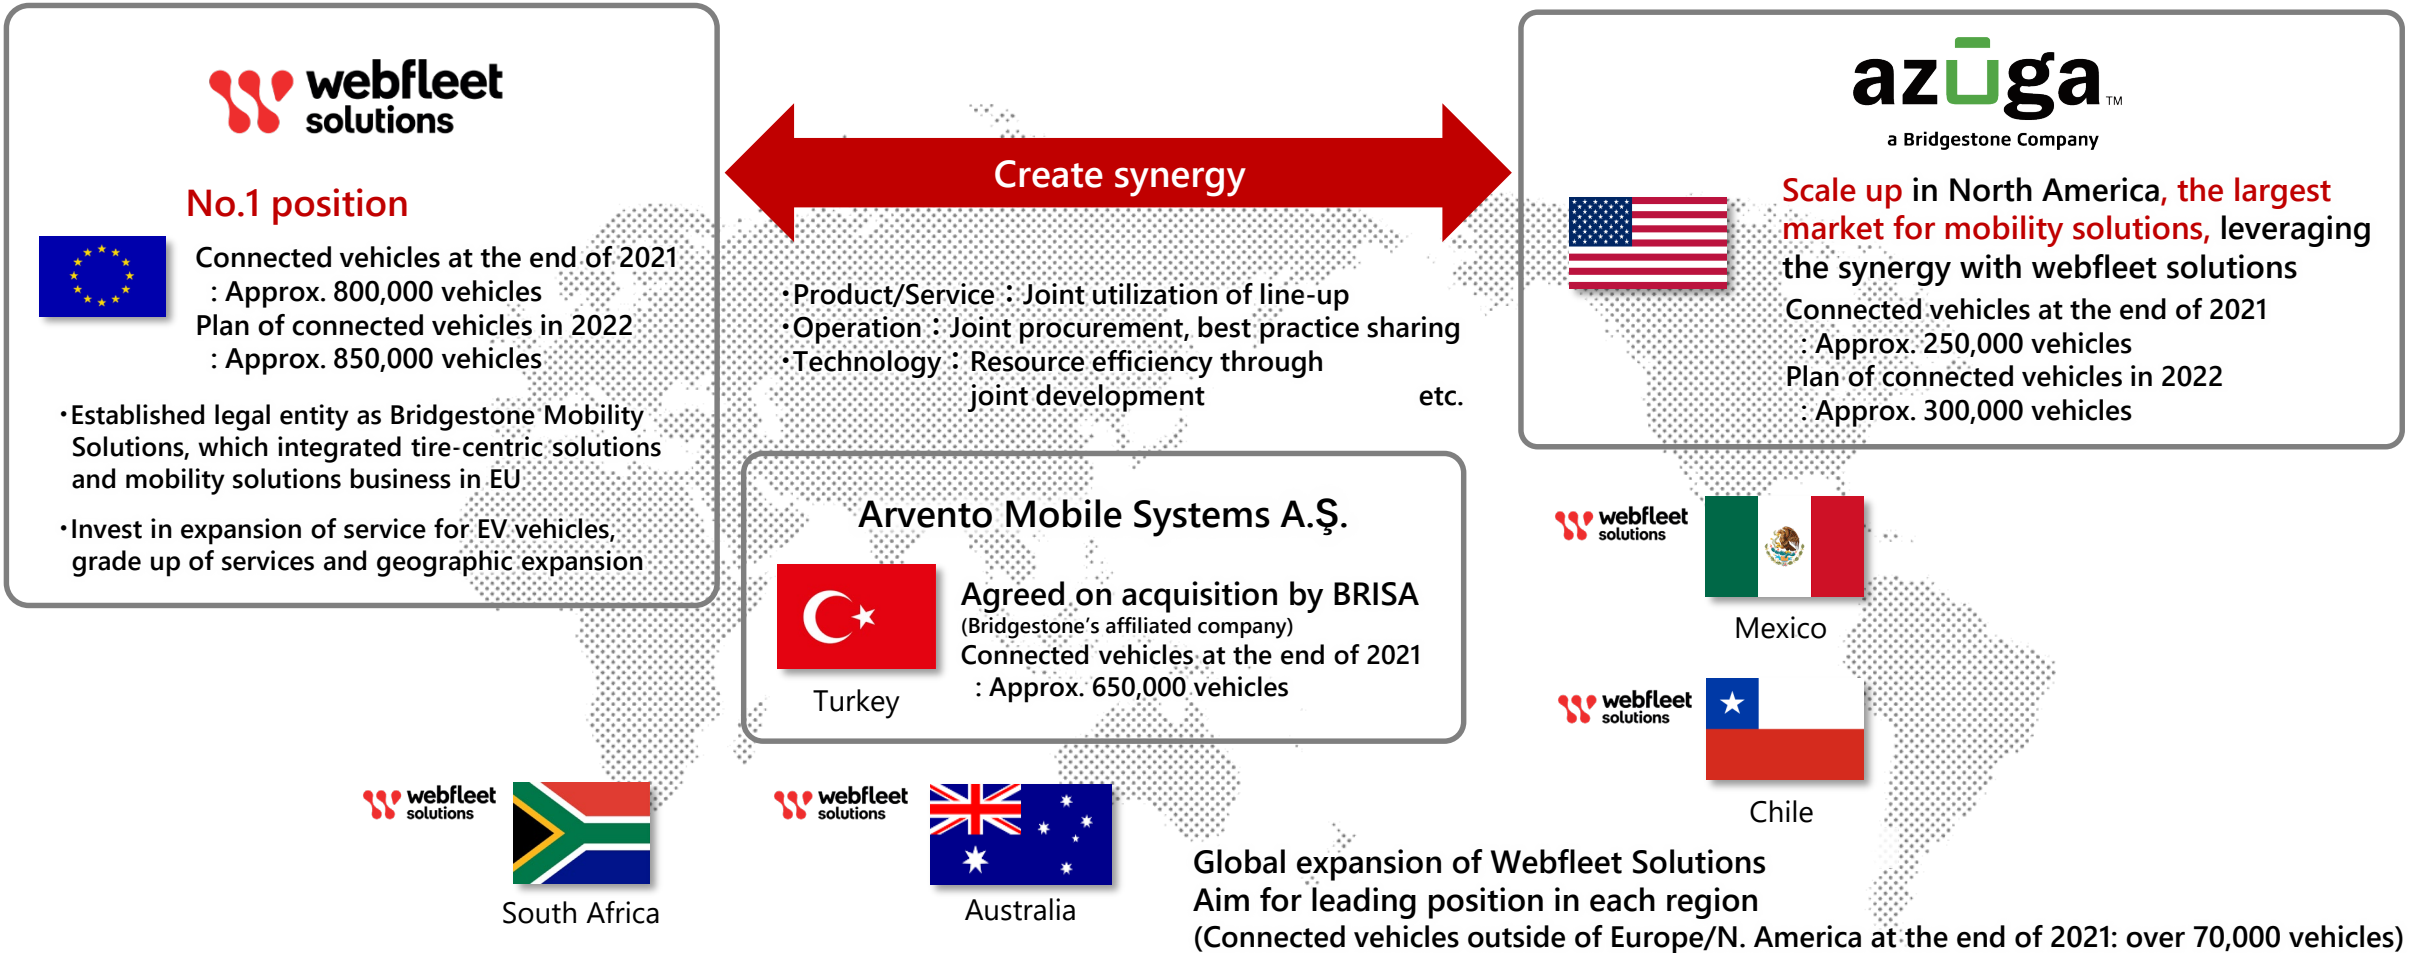 webfleet
solutions
No.1 position
Connected vehicles at the end of 2021
: Approx. 800,000 vehicles
Plan of connected vehicles in 2022
: Approx. 850,000 vehicles
・Established legal entity as Bridgestone Mobility
Solutions, which integrated tire-centric solutions
and mobility solutions business in EU
・Invest in expansion of service for EV vehicles,
grade up of services and geographic expansion
Create synergy
・Product/Service：Joint utilization of line-up
・Operation：Joint procurement, best practice sharing
・Technology：Resource efficiency through
joint development etc.
azūga™
a Bridgestone Company
Scale up in North America, the largest
market for mobility solutions, leveraging
the synergy with webfleet solutions
Connected vehicles at the end of 2021
: Approx. 250,000 vehicles
Plan of connected vehicles in 2022
: Approx. 300,000 vehicles
Arvento Mobile Systems A.Ş.
Agreed on acquisition by BRISA
(Bridgestone's affiliated company)
Connected vehicles at the end of 2021
: Approx. 650,000 vehicles
Turkey
webfleet
solutions
Mexico
webfleet
solutions
Chile
webfleet
solutions
South Africa
webfleet
solutions
Australia
Global expansion of Webfleet Solutions
Aim for leading position in each region
(Connected vehicles outside of Europe/N. America at the end of 2021: over 70,000 vehicles)